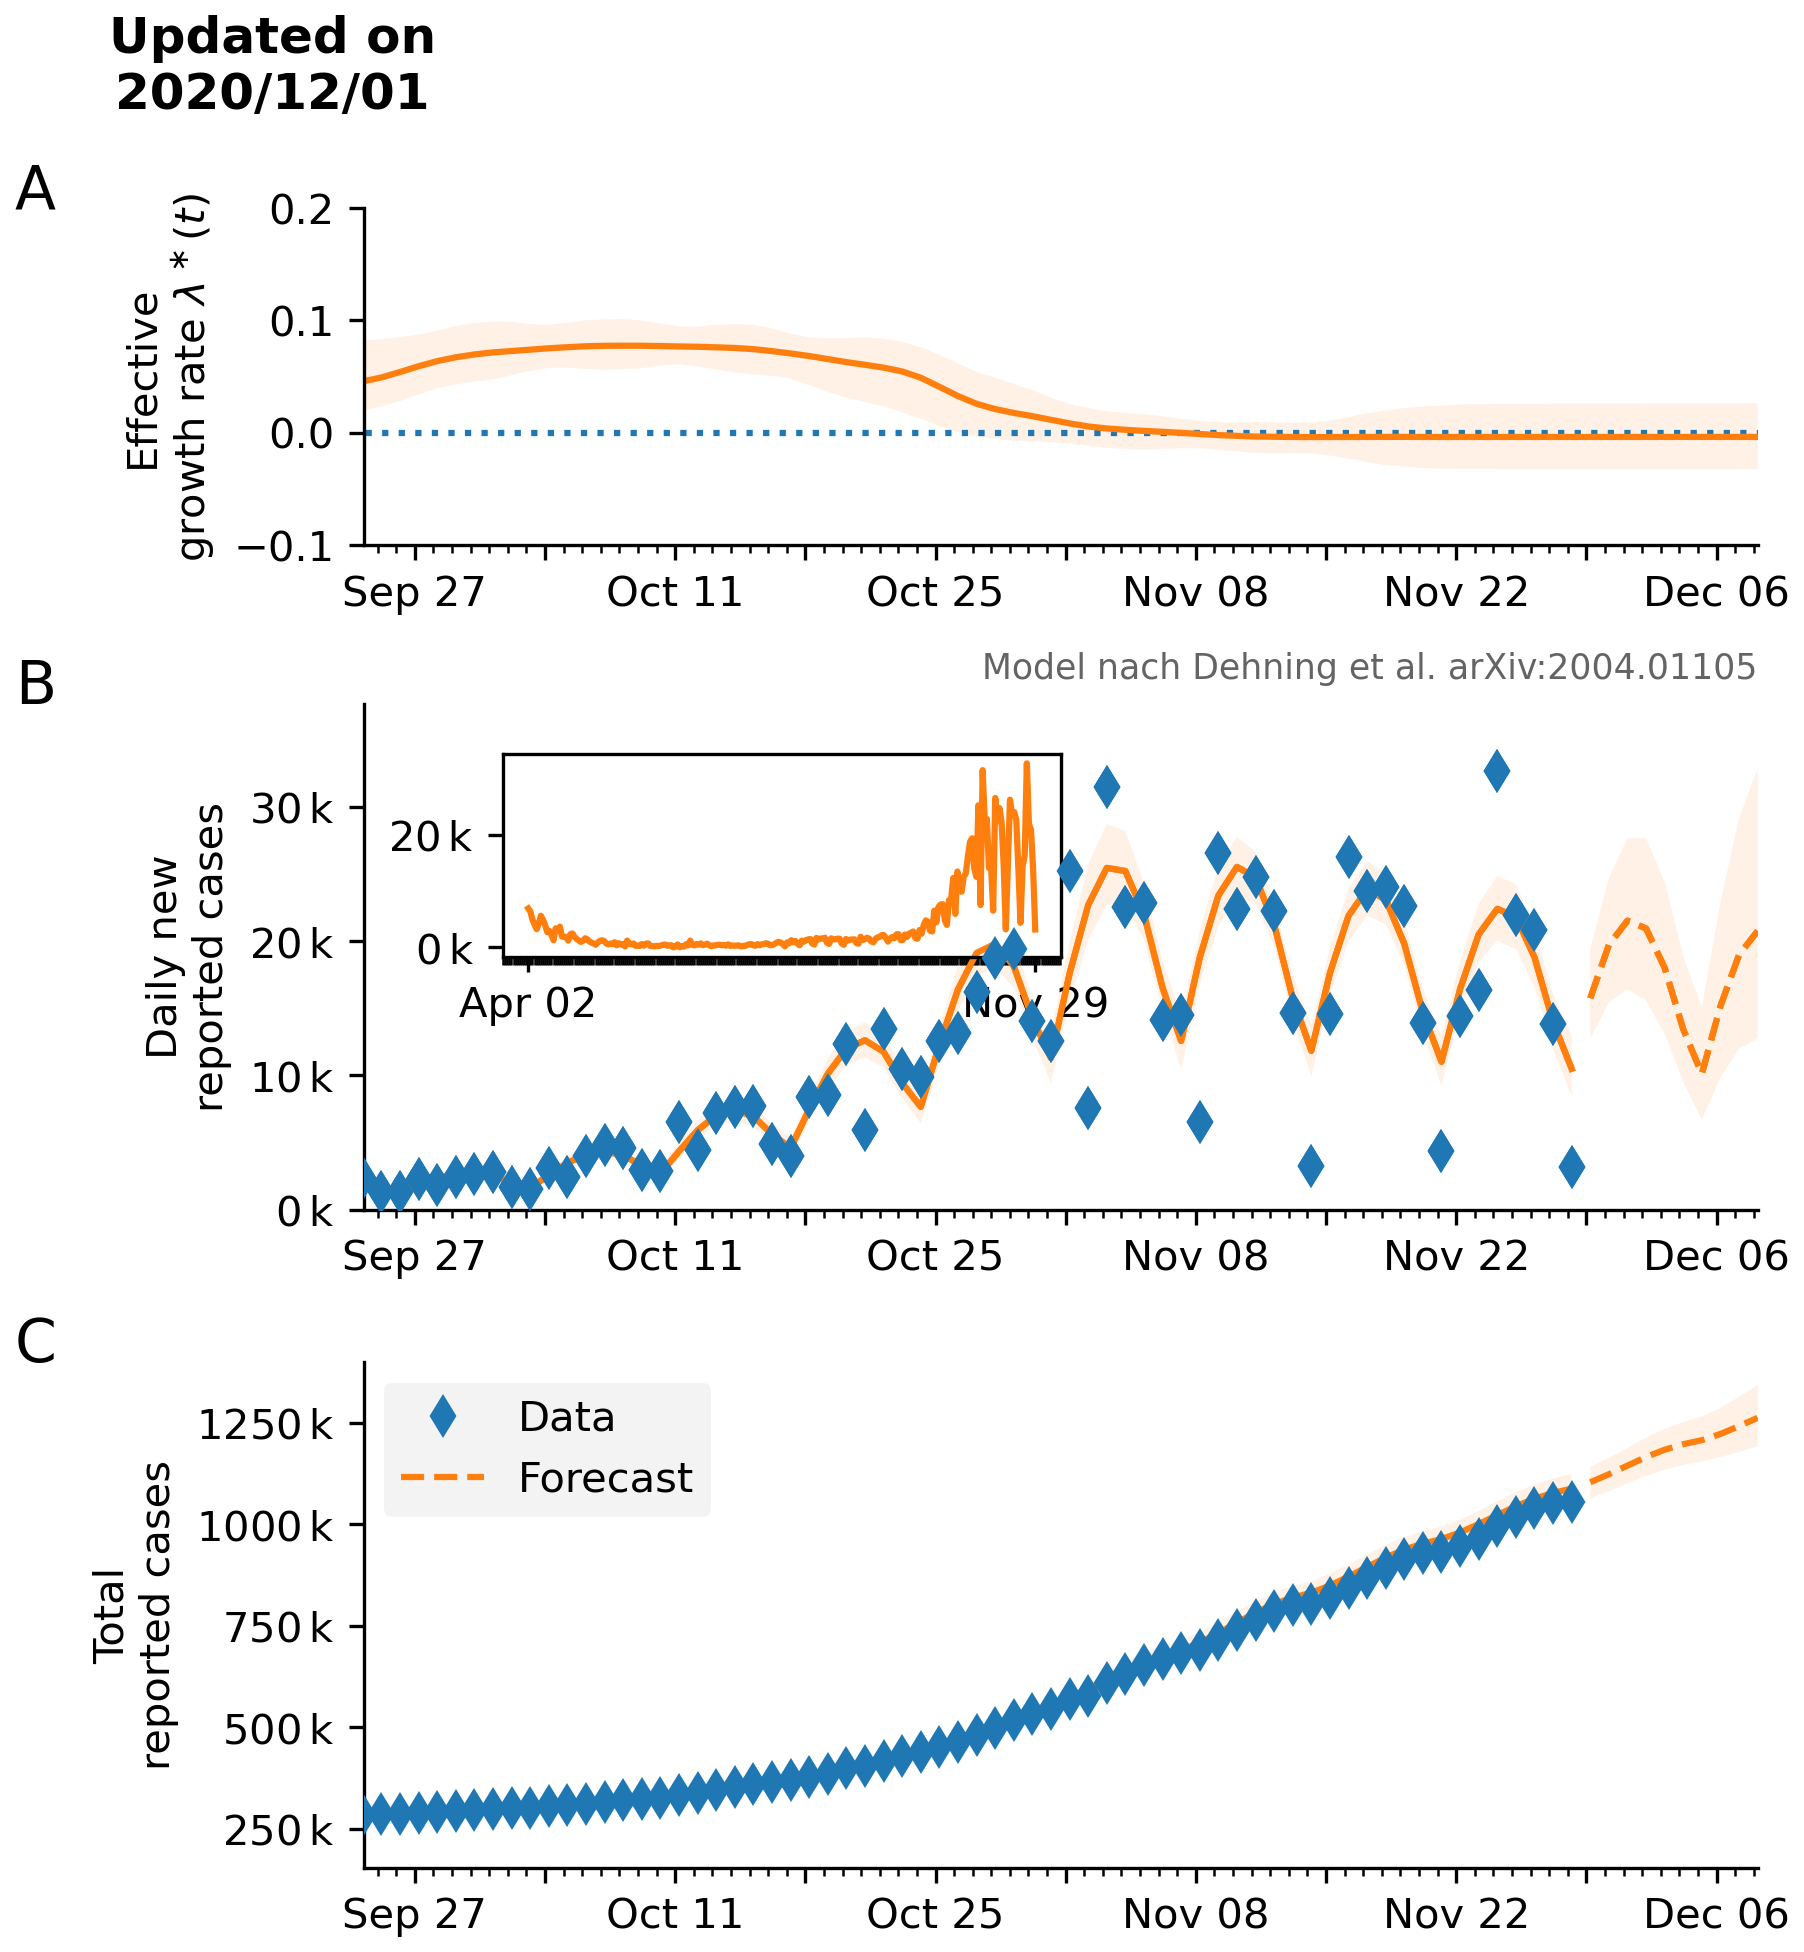 Updated on
2020/12/01
A
Effective
growth rate λ * (t)
0.2
0.1
0.0
−0.1
Sep 27
Oct 11
Oct 25
Nov 08
Nov 22
Dec 06
Model nach Dehning et al. arXiv:2004.01105
B
Daily new
reported cases
30 k
20 k
10 k
0 k
20 k
0 k
Apr 02
Nov 29
Sep 27
Oct 11
Oct 25
Nov 08
Nov 22
Dec 06
C
Total
reported cases
1250 k
1000 k
750 k
500 k
250 k
Data
Forecast
Sep 27
Oct 11
Oct 25
Nov 08
Nov 22
Dec 06